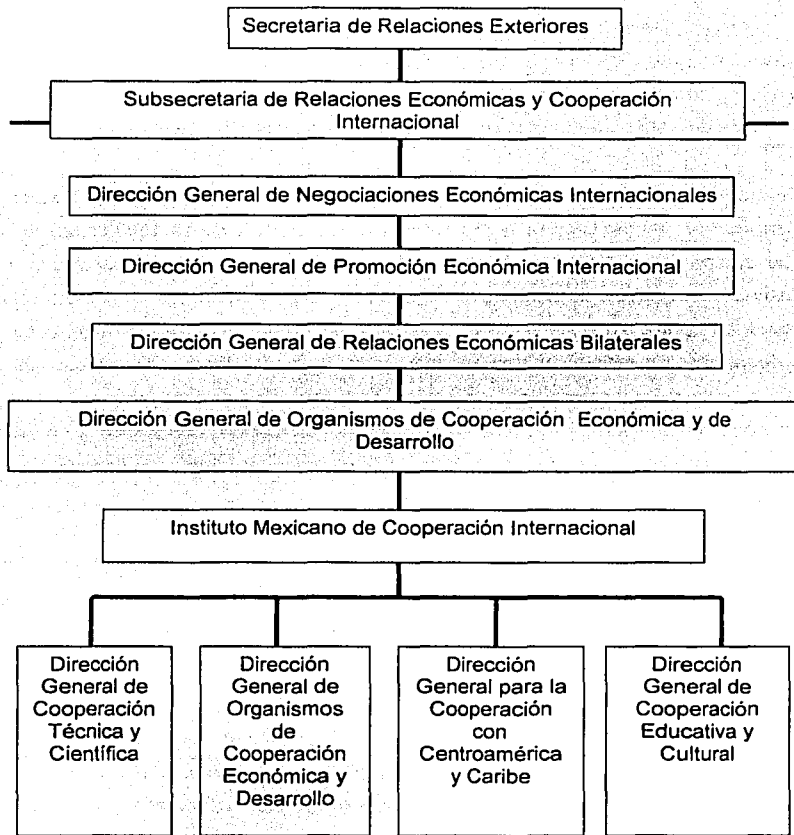 Secretaria de Relaciones Exteriores
Subsecretaria de Relaciones Económicas y Cooperación
Internacional
Dirección General de Negociaciones Económicas Internacionales
Dirección General de Promoción Económica Internacional
Dirección General de Relaciones Económicas Bilaterales
Dirección General de Organismos de Cooperación Económica y de
Desarrollo
Instituto Mexicano de Cooperación Internacional
Dirección
General de
Cooperación
Técnica y
Científica
Dirección
General de
Organismos
de
Cooperación
Económica y
Desarrollo
Dirección
General para la
Cooperación
con
Centroamérica
y Caribe
Dirección
General de
Cooperación
Educativa y
Cultural